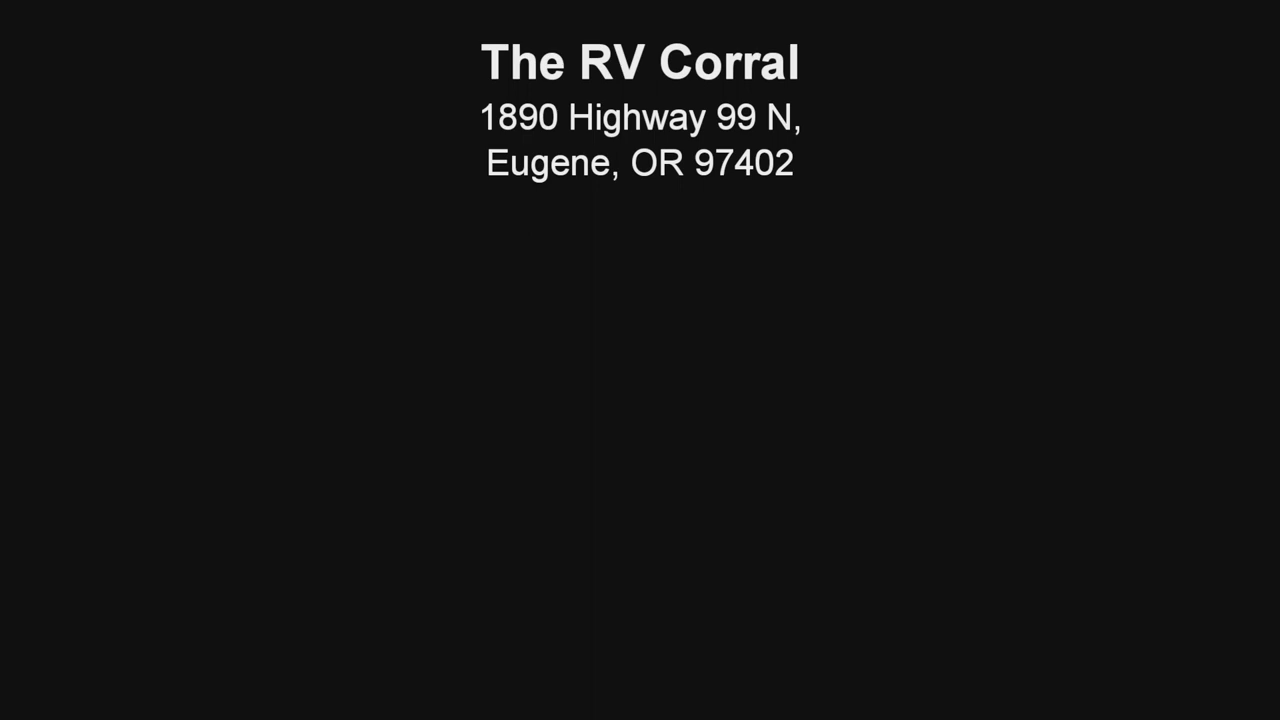 The RV Corral
1890 Highway 99 N,
Eugene, OR 97402